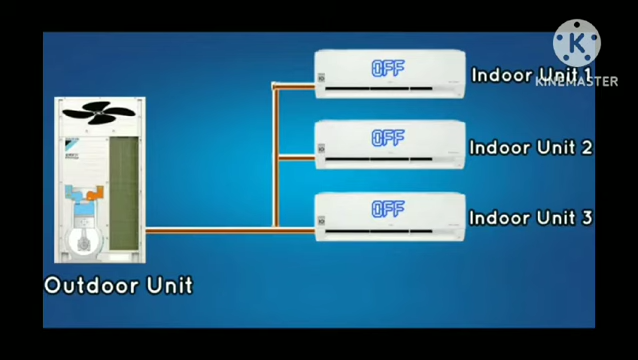 OFF
Indoor Unit 1
KINEMASTER
OFF
Indoor Unit 2
OFF
Indoor Unit 3
Outdoor Unit